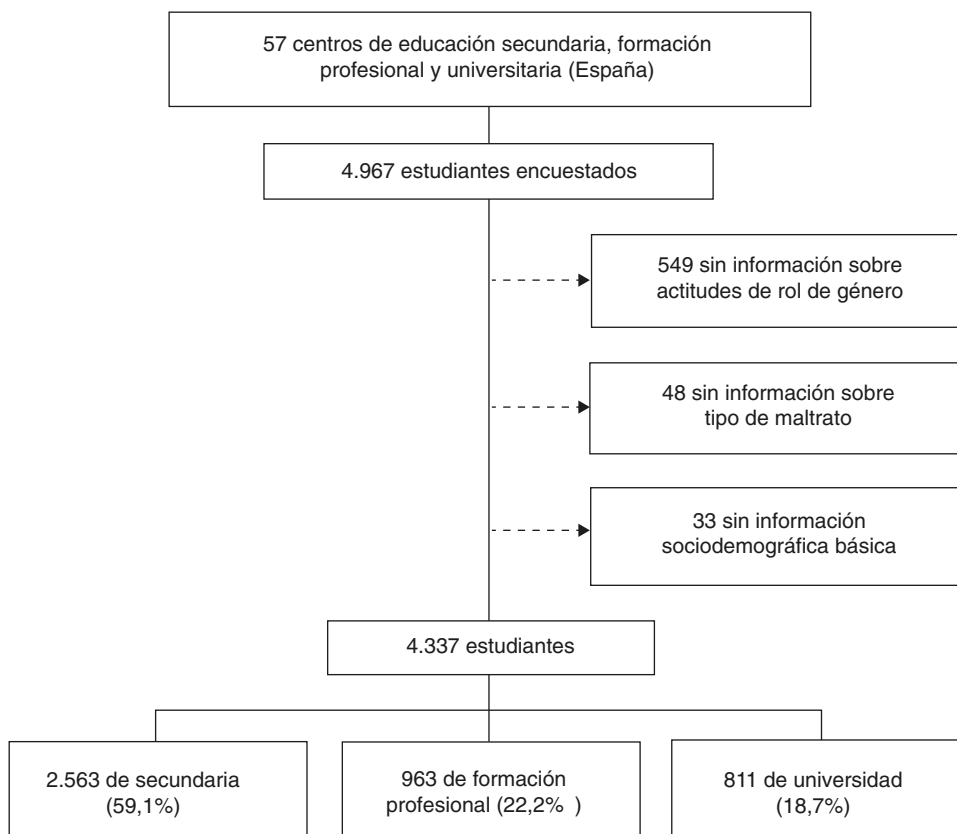 57 centros de educación secundaria, formación
profesional y universitaria (España)
4.967 estudiantes encuestados
549 sin información sobre
actitudes de rol de género
48 sin información sobre
tipo de maltrato
33 sin información
sociodemográfica básica
4.337 estudiantes
2.563 de secundaria
(59,1%)
963 de formación
profesional (22,2% )
811 de universidad
(18,7%)